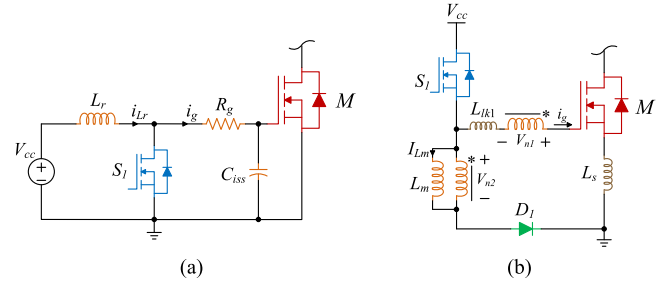 L_r
i_Lr
i_g
R_g
M
V_cc
+
−
S_1
C_iss
(a)
V_cc
S_1
L_lk1
*
i_g
− V_n1 +
M
I_Lm
L_m
* +
V_n2
−
L_s
D_1
(b)